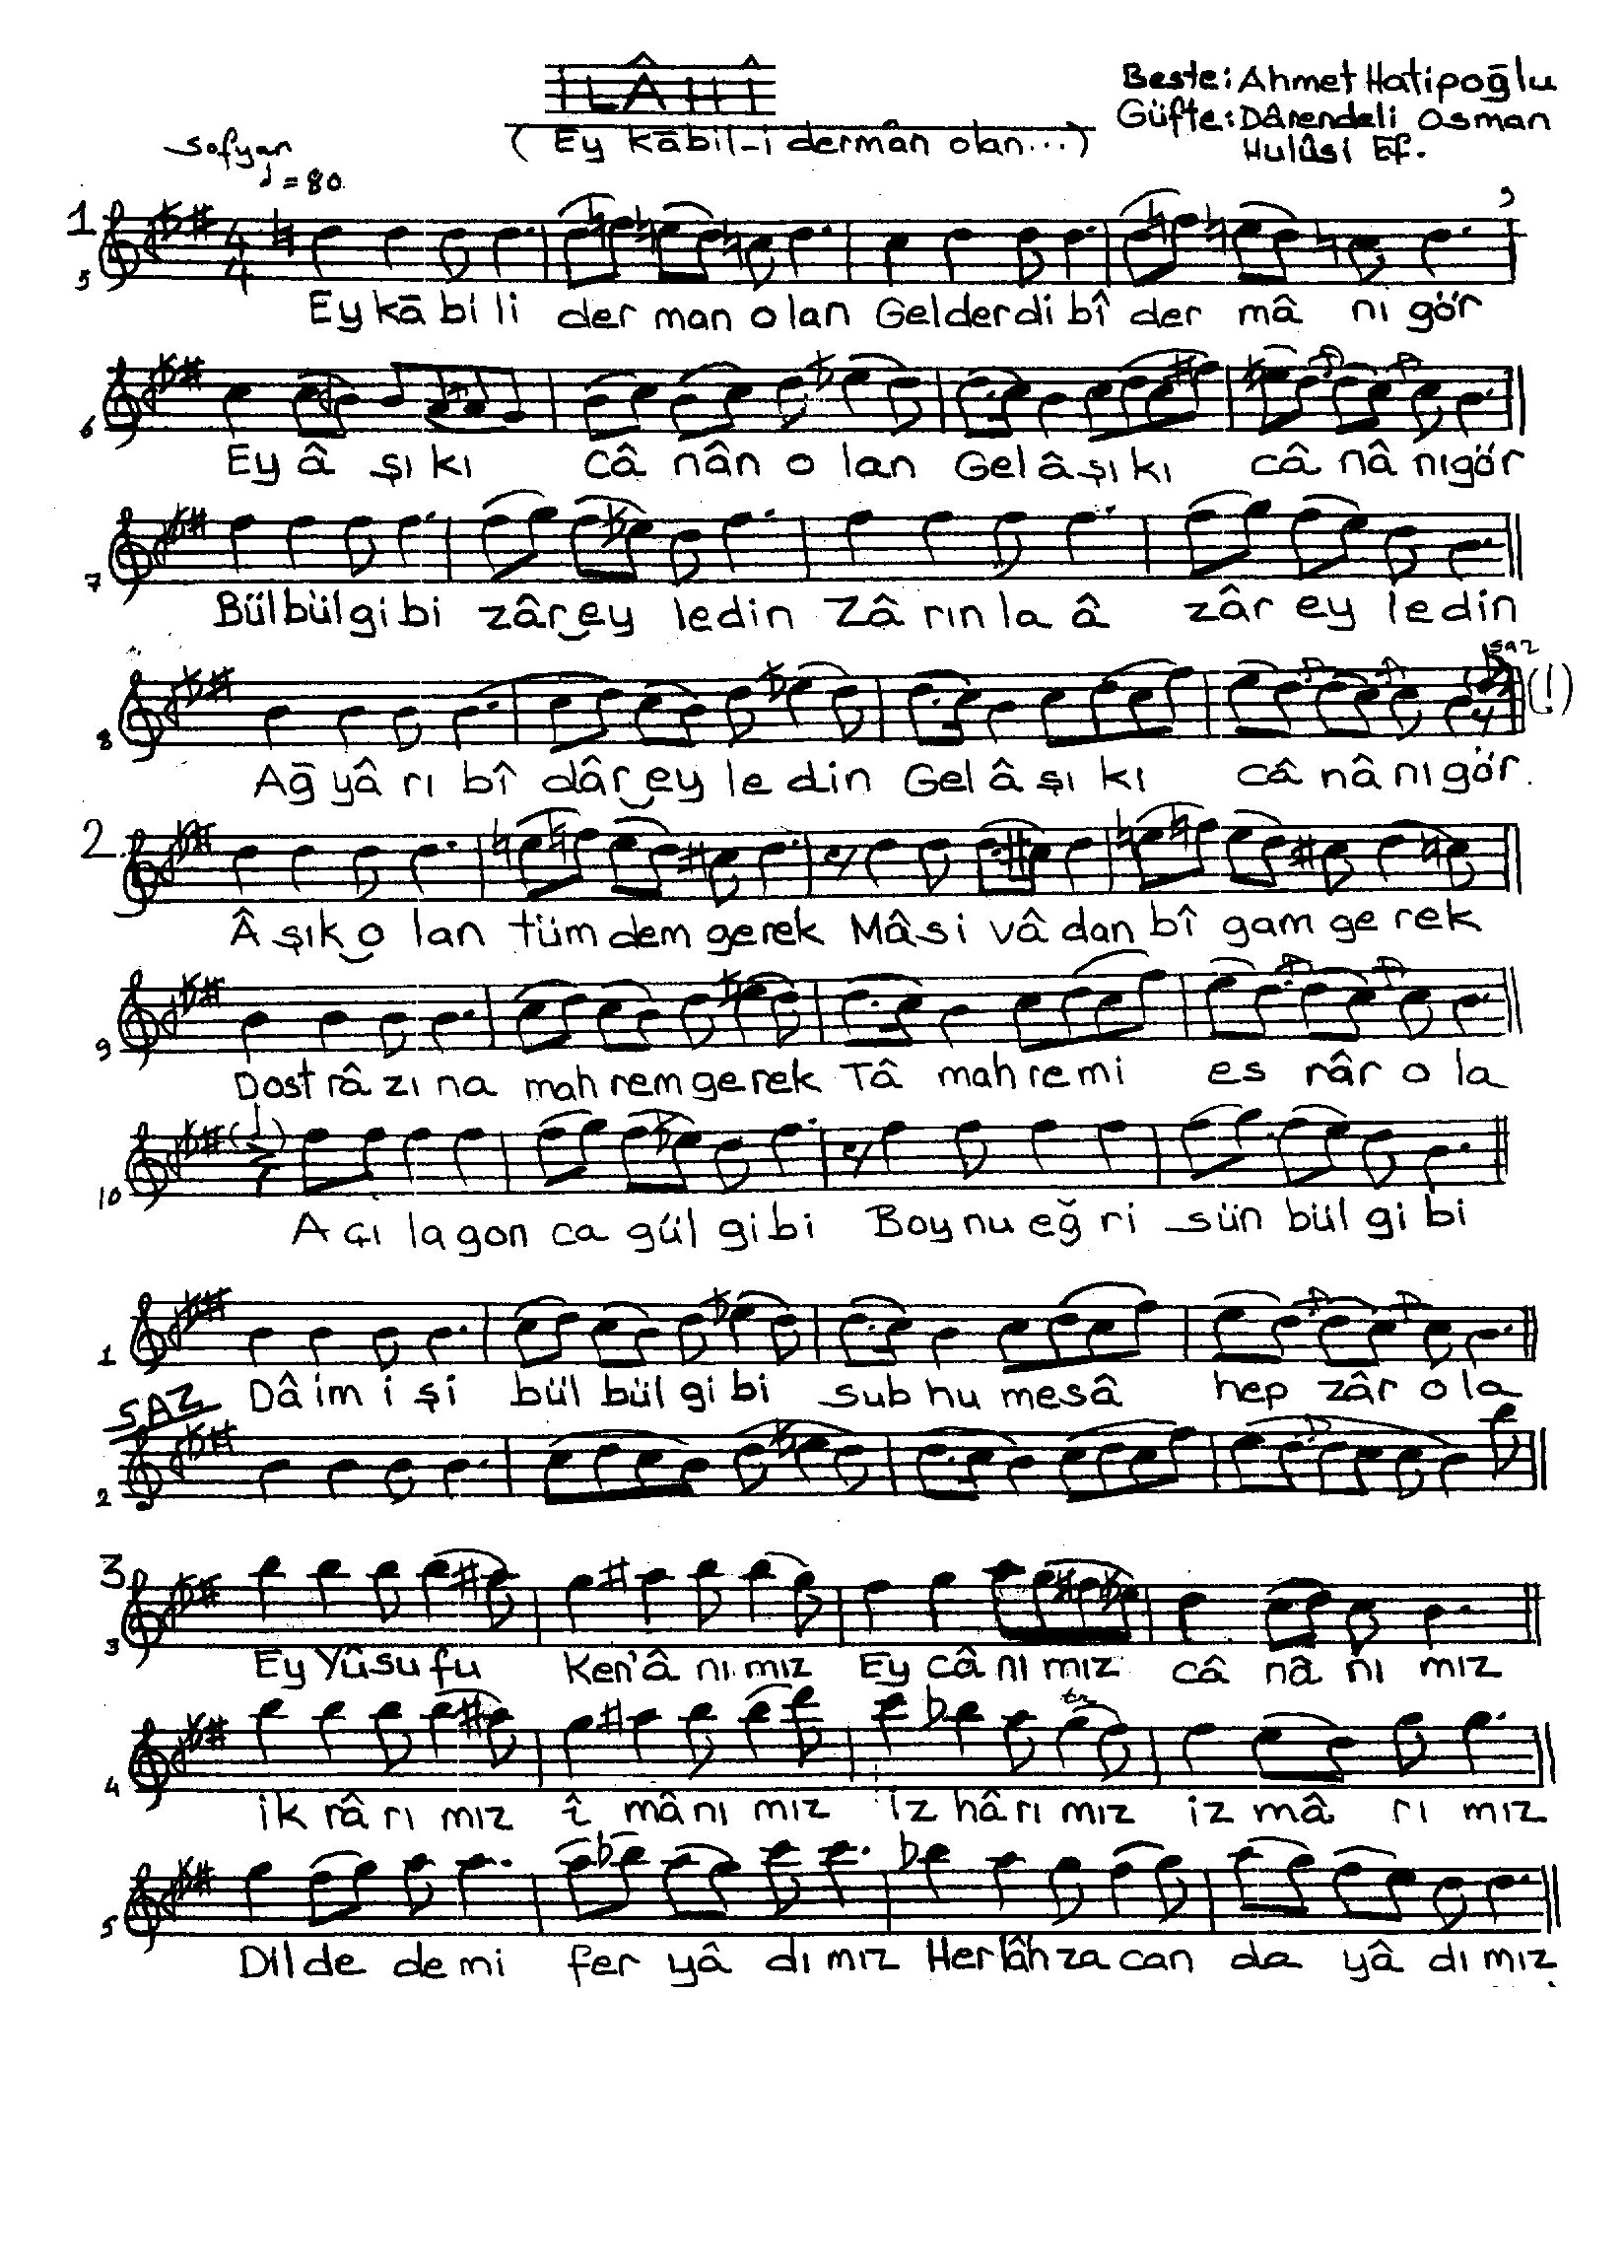 İLÂHÎ
Beste: Ahmet Hatipoğlu
(Ey kābil-i dermân olan...)
Güfte: Dârendeli Osman
Hulûsi Ef.
Sofyan
♩ = 80
1
5
Ey kā bi li der man o lan Gel der di bî der mâ nı gör
6
Ey â şı kı câ nân o lan Gel â şı kı câ nâ nı gör
7
Bül bül gi bi zâr ey le din Zâ rın la â zâr ey le din
saz
8
(!)
Ağ yâ rı bî dâr ey le din Gel â şı kı câ nâ nı gör.
2.
Â şık o lan tüm dem gerek Mâ si vâ dan bî gam ge rek
9
Dost râ zı na mah rem gerek Tâ mah re mi es râr o la
10
A çı la gon ca gül gi bi Boy nu eğ ri sün bül gi bi
1
Dâ im i şi bül bül gi bi sub hu mesâ hep zâr o la
SAZ
2
3
3
Ey Yûsu fu Ken'â nı mız Ey câ nı mız câ nâ nı mız
tr
4
ik râ rı mız î mâ nı mız iz hâ rı mız iz mâ rı mız
5
Dil de de mi fer yâ dı mız Her lâh za can da yâ dı mız